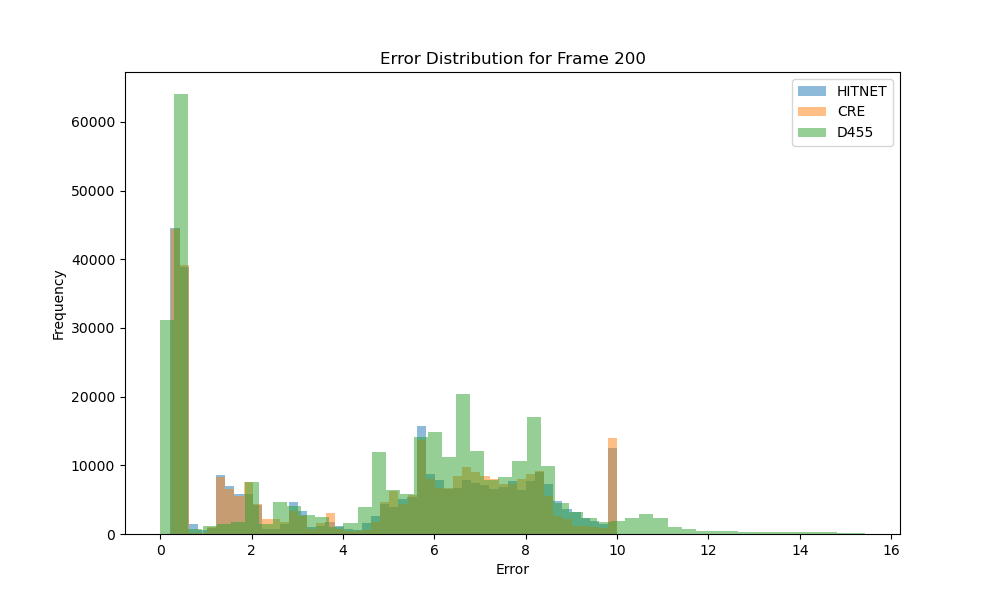 Error Distribution for Frame 200
HITNET
CRE
D455
60000
50000
40000
30000
20000
10000
0
Frequency
0 2 4 6 8 10 12 14 16
Error